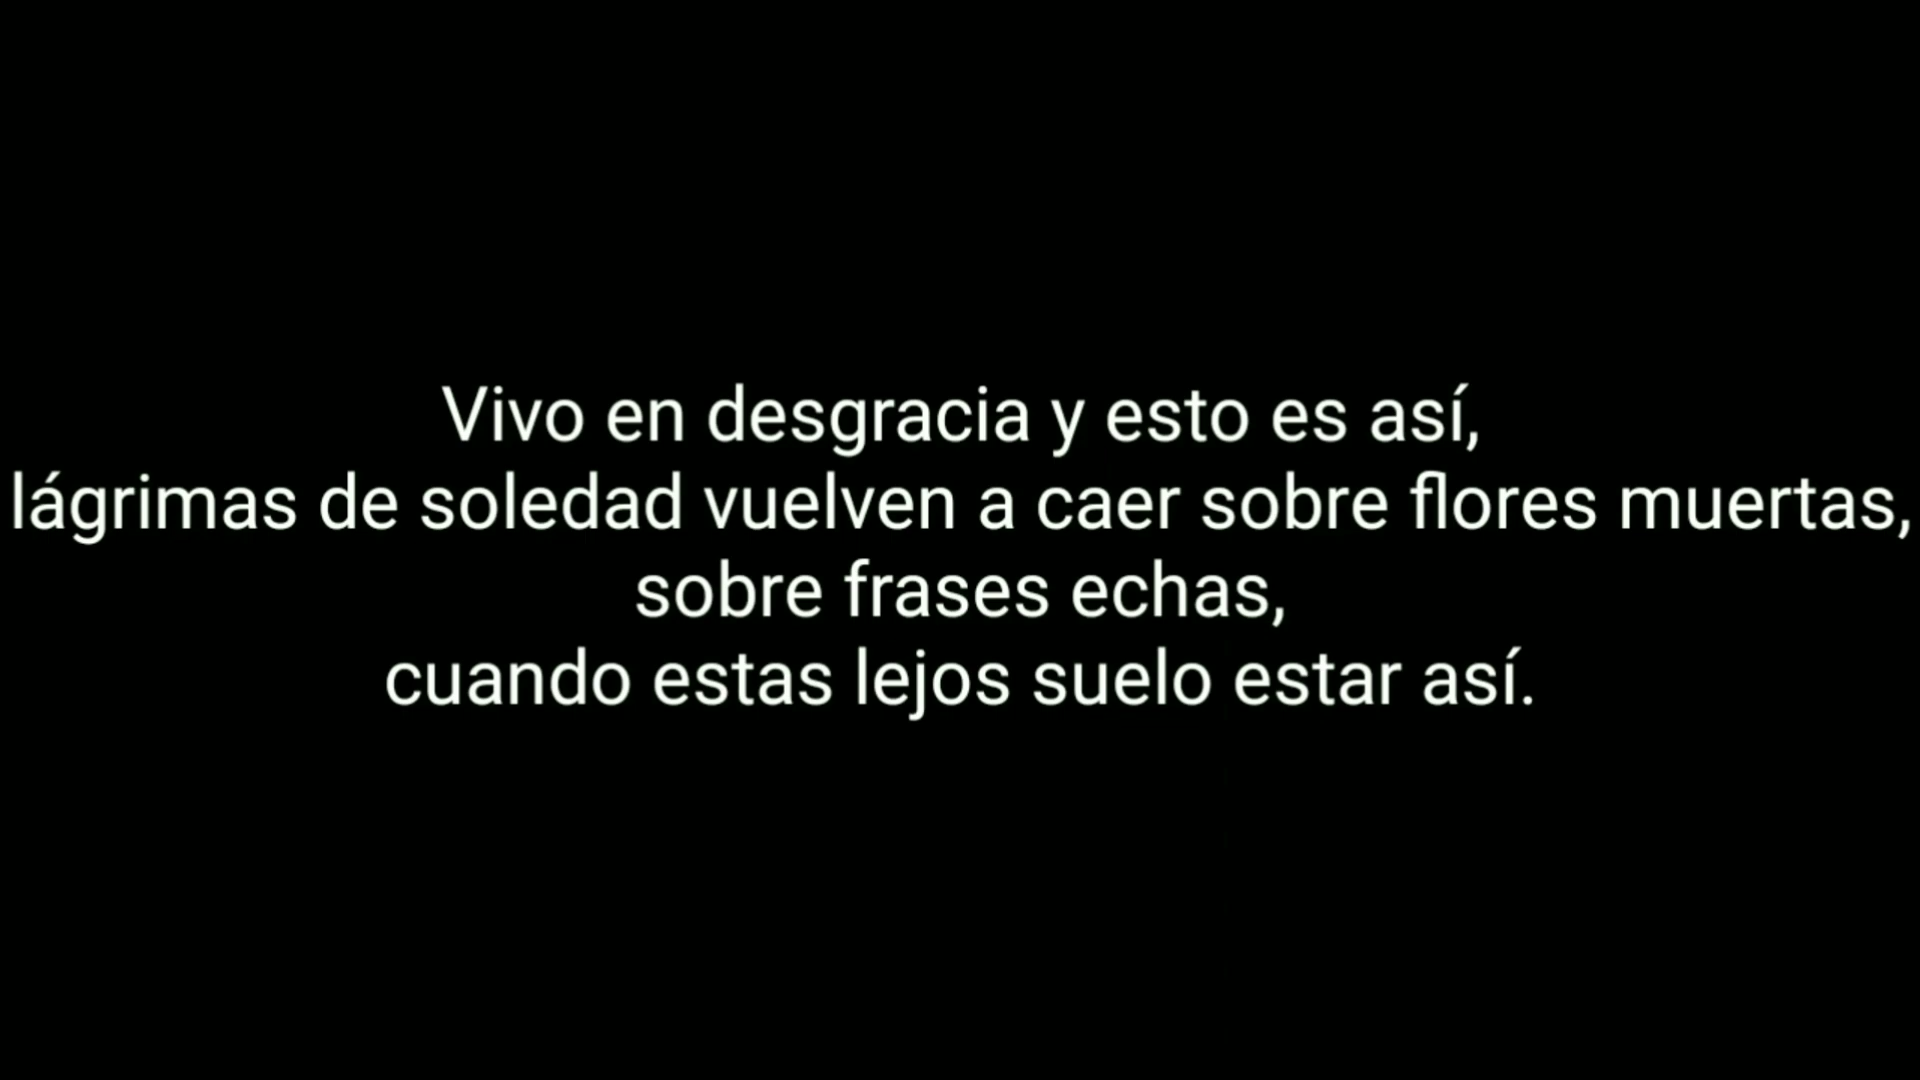 Vivo en desgracia y esto es así,
lágrimas de soledad vuelven a caer sobre flores muertas,
sobre frases echas,
cuando estas lejos suelo estar así.